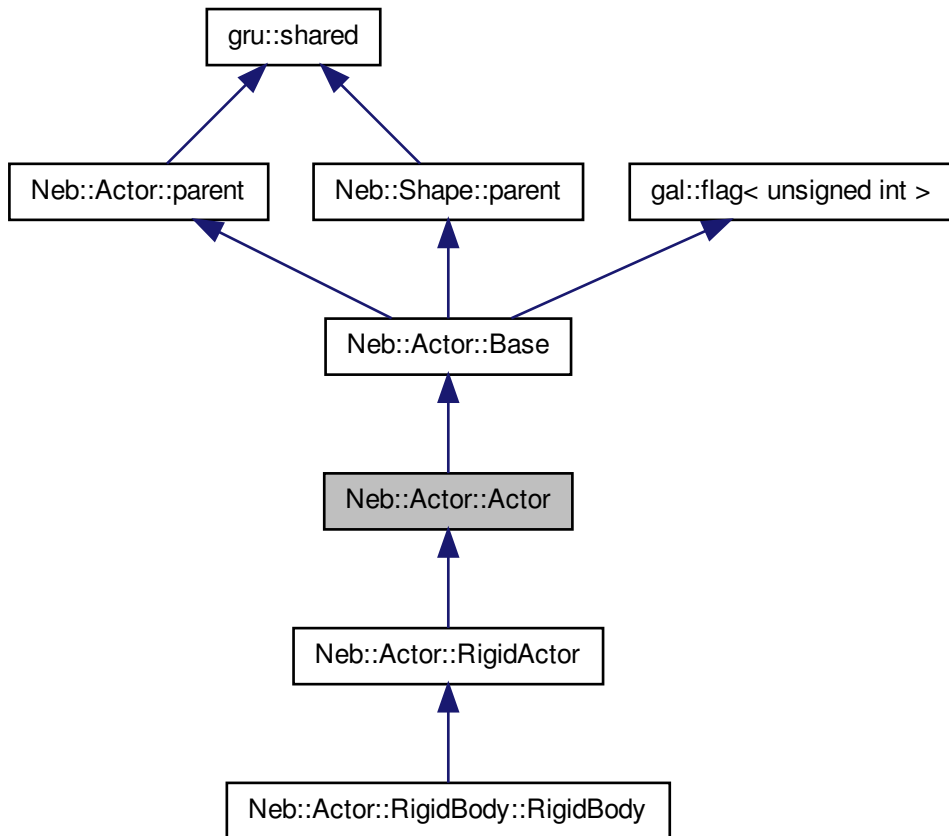 gru::shared
Neb::Actor::parent
Neb::Shape::parent
gal::flag< unsigned int >
Neb::Actor::Base
Neb::Actor::Actor
Neb::Actor::RigidActor
Neb::Actor::RigidBody::RigidBody